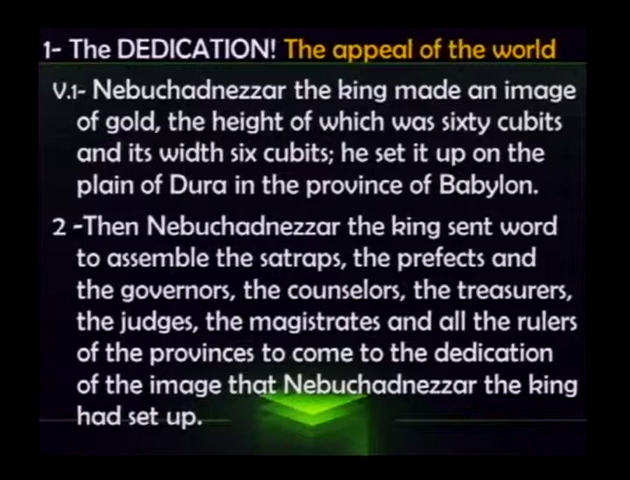 1- The DEDICATION! The appeal of the world
V.1- Nebuchadnezzar the king made an image
of gold, the height of which was sixty cubits
and its width six cubits; he set it up on the
plain of Dura in the province of Babylon.
2 -Then Nebuchadnezzar the king sent word
to assemble the satraps, the prefects and
the governors, the counselors, the treasurers,
the judges, the magistrates and all the rulers
of the provinces to come to the dedication
of the image that Nebuchadnezzar the king
had set up.